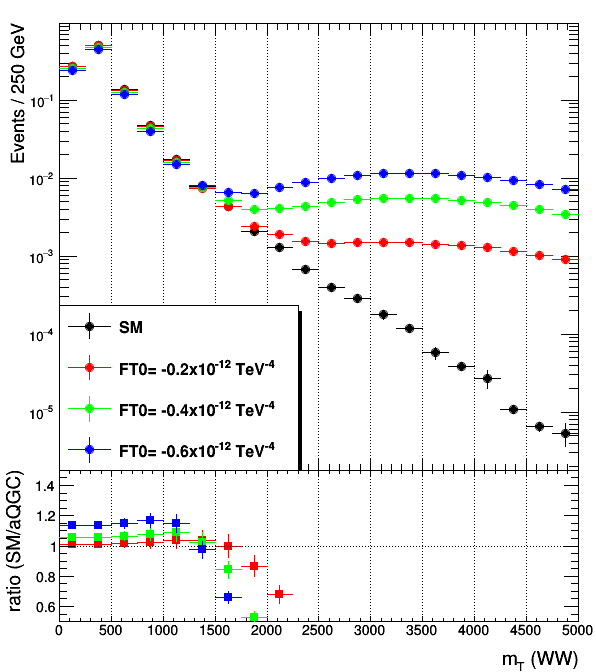 Events / 250 GeV
10⁻¹
10⁻²
10⁻³
10⁻⁴
10⁻⁵
SM
FT0= -0.2x10⁻¹² TeV⁻⁴
FT0= -0.4x10⁻¹² TeV⁻⁴
FT0= -0.6x10⁻¹² TeV⁻⁴
ratio (SM/aQGC)
1.4
1.2
1
0.8
0.6
0 500 1000 1500 2000 2500 3000 3500 4000 4500 5000
m_T (WW)